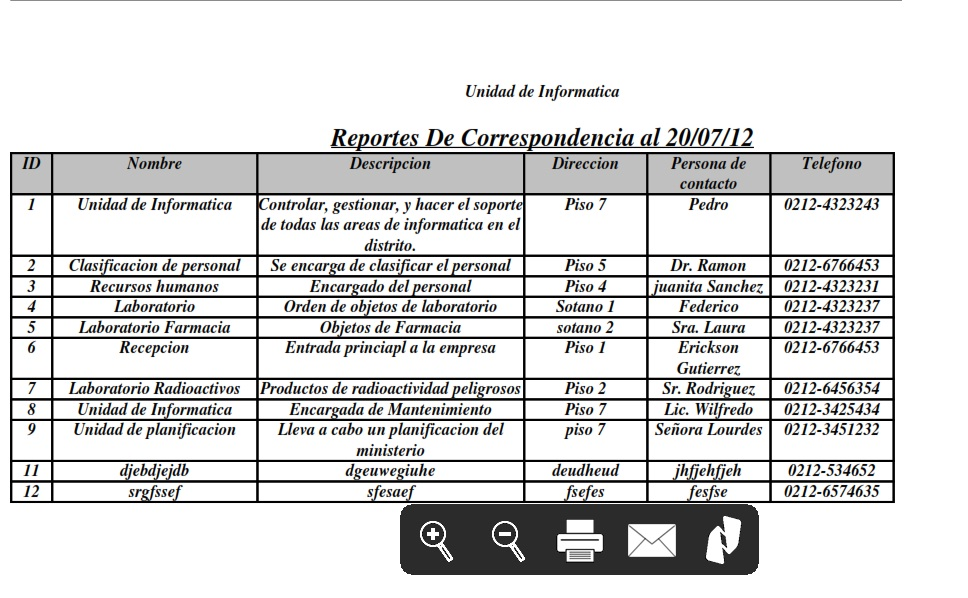 Unidad de Informatica
Reportes De Correspondencia al 20/07/12
ID Nombre Descripcion Direccion Persona de contacto Telefono
1 Unidad de Informatica Controlar, gestionar, y hacer el soporte de todas las areas de informatica en el distrito. Piso 7 Pedro 0212-4323243
2 Clasificacion de personal Se encarga de clasificar el personal Piso 5 Dr. Ramon 0212-6766453
3 Recursos humanos Encargado del personal Piso 4 juanita Sanchez 0212-4323231
4 Laboratorio Orden de objetos de laboratorio Sotano 1 Federico 0212-4323237
5 Laboratorio Farmacia Objetos de Farmacia sotano 2 Sra. Laura 0212-4323237
6 Recepcion Entrada princiapl a la empresa Piso 1 Erickson Gutierrez 0212-6766453
7 Laboratorio Radioactivos Productos de radioactividad peligrosos Piso 2 Sr. Rodriguez 0212-6456354
8 Unidad de Informatica Encargada de Mantenimiento Piso 7 Lic. Wilfredo 0212-3425434
9 Unidad de planificacion Lleva a cabo un planificacion del ministerio piso 7 Señora Lourdes 0212-3451232
11 djebdjejdb dgeuwegiuhe deudheud jhfjehfjeh 0212-534652
12 srgfssef sfesaef fsefes fesfse 0212-6574635